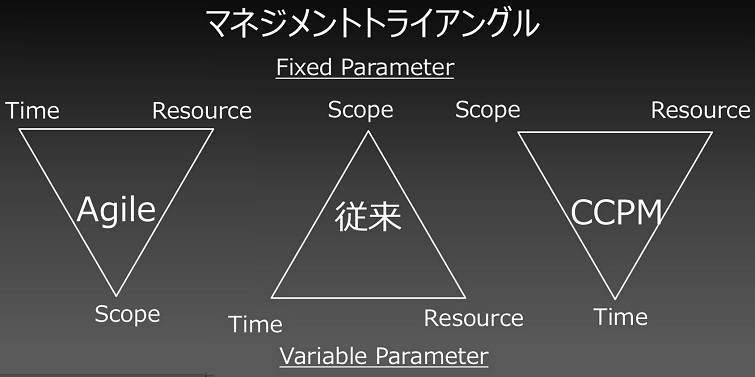 マネジメントトライアングル
Fixed Parameter
Time Resource Scope Scope Resource
Agile 従来 CCPM
Scope Time Resource Time
Variable Parameter